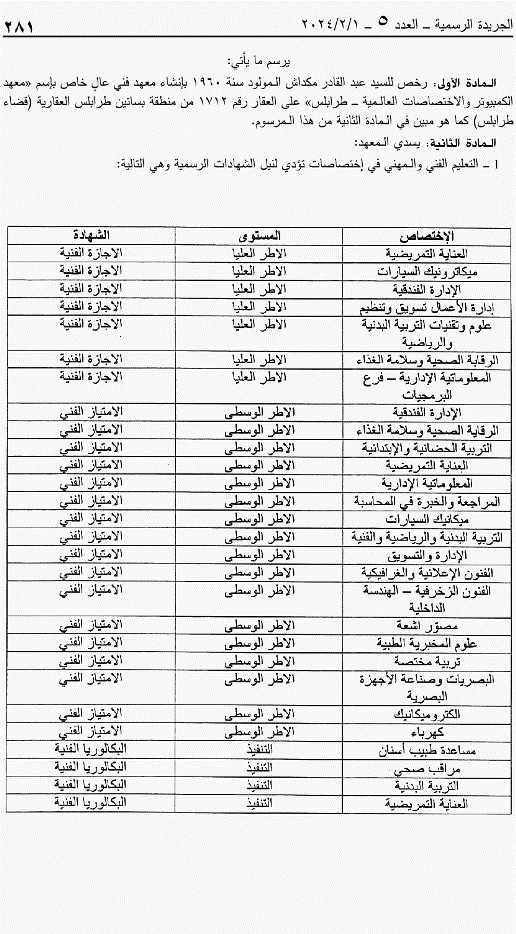 الجريدة الرسمية – العدد ٥ – ٢٠٢٤/٢/١ ٢٨١
يرسم ما يأتي:
المادة الأولى: رخص للسيد عبد القادر مكداش المولود سنة ١٩٦٠ بإنشاء معهد فني عالٍ خاص بإسم «معهد
الكمبيوتر والاختصاصات العالمية – طرابلس» على العقار رقم ١٧١٢ من منطقة بساتين طرابلس العقارية (قضاء
طرابلس) كما هو مبين في المادة الثانية من هذا المرسوم.
المادة الثانية: يسدي المعهد:
١ – التعليم الفني والمهني في إختصاصات تؤدي لنيل الشهادات الرسمية وهي التالية:
الإختصاص المستوى الشهادة
العناية التمريضية الاطر العليا الاجازة الفنية
ميكاترونيك السيارات الاطر العليا الاجازة الفنية
الإدارة الفندقية الاطر العليا الاجازة الفنية
إدارة الأعمال تسويق وتنظيم الاطر العليا الاجازة الفنية
علوم وتقنيات التربية البدنية الاطر العليا الاجازة الفنية
والرياضية
الرقابة الصحية وسلامة الغذاء الاطر العليا الاجازة الفنية
المعلوماتية الإدارية – فرع الاطر العليا الاجازة الفنية
البرمجيات
الإدارة الفندقية الاطر الوسطى الامتياز الفني
الرقابة الصحية وسلامة الغذاء الاطر الوسطى الامتياز الفني
التربية الحضانية والإبتدائية الاطر الوسطى الامتياز الفني
العناية التمريضية الاطر الوسطى الامتياز الفني
المعلوماتية الإدارية الاطر الوسطى الامتياز الفني
المراجعة والخبرة في المحاسبة الاطر الوسطى الامتياز الفني
ميكانيك السيارات الاطر الوسطى الامتياز الفني
التربية البدنية والرياضية والفنية الاطر الوسطى الامتياز الفني
الإدارة والتسويق الاطر الوسطى الامتياز الفني
الفنون الإعلانية والغرافيكية الاطر الوسطى الامتياز الفني
الفنون الزخرفية – الهندسة الاطر الوسطى الامتياز الفني
الداخلية
مصوّر اشعة الاطر الوسطى الامتياز الفني
علوم المخبرية الطبية الاطر الوسطى الامتياز الفني
تربية مختصة الاطر الوسطى الامتياز الفني
البصريات وصناعة الأجهزة الاطر الوسطى الامتياز الفني
البصرية
الكتروميكانيك الاطر الوسطى الامتياز الفني
كهرباء الاطر الوسطى الامتياز الفني
مساعدة طبيب أسنان التنفيذ البكالوريا الفنية
مراقب صحي التنفيذ البكالوريا الفنية
التربية البدنية التنفيذ البكالوريا الفنية
العناية التمريضية التنفيذ البكالوريا الفنية